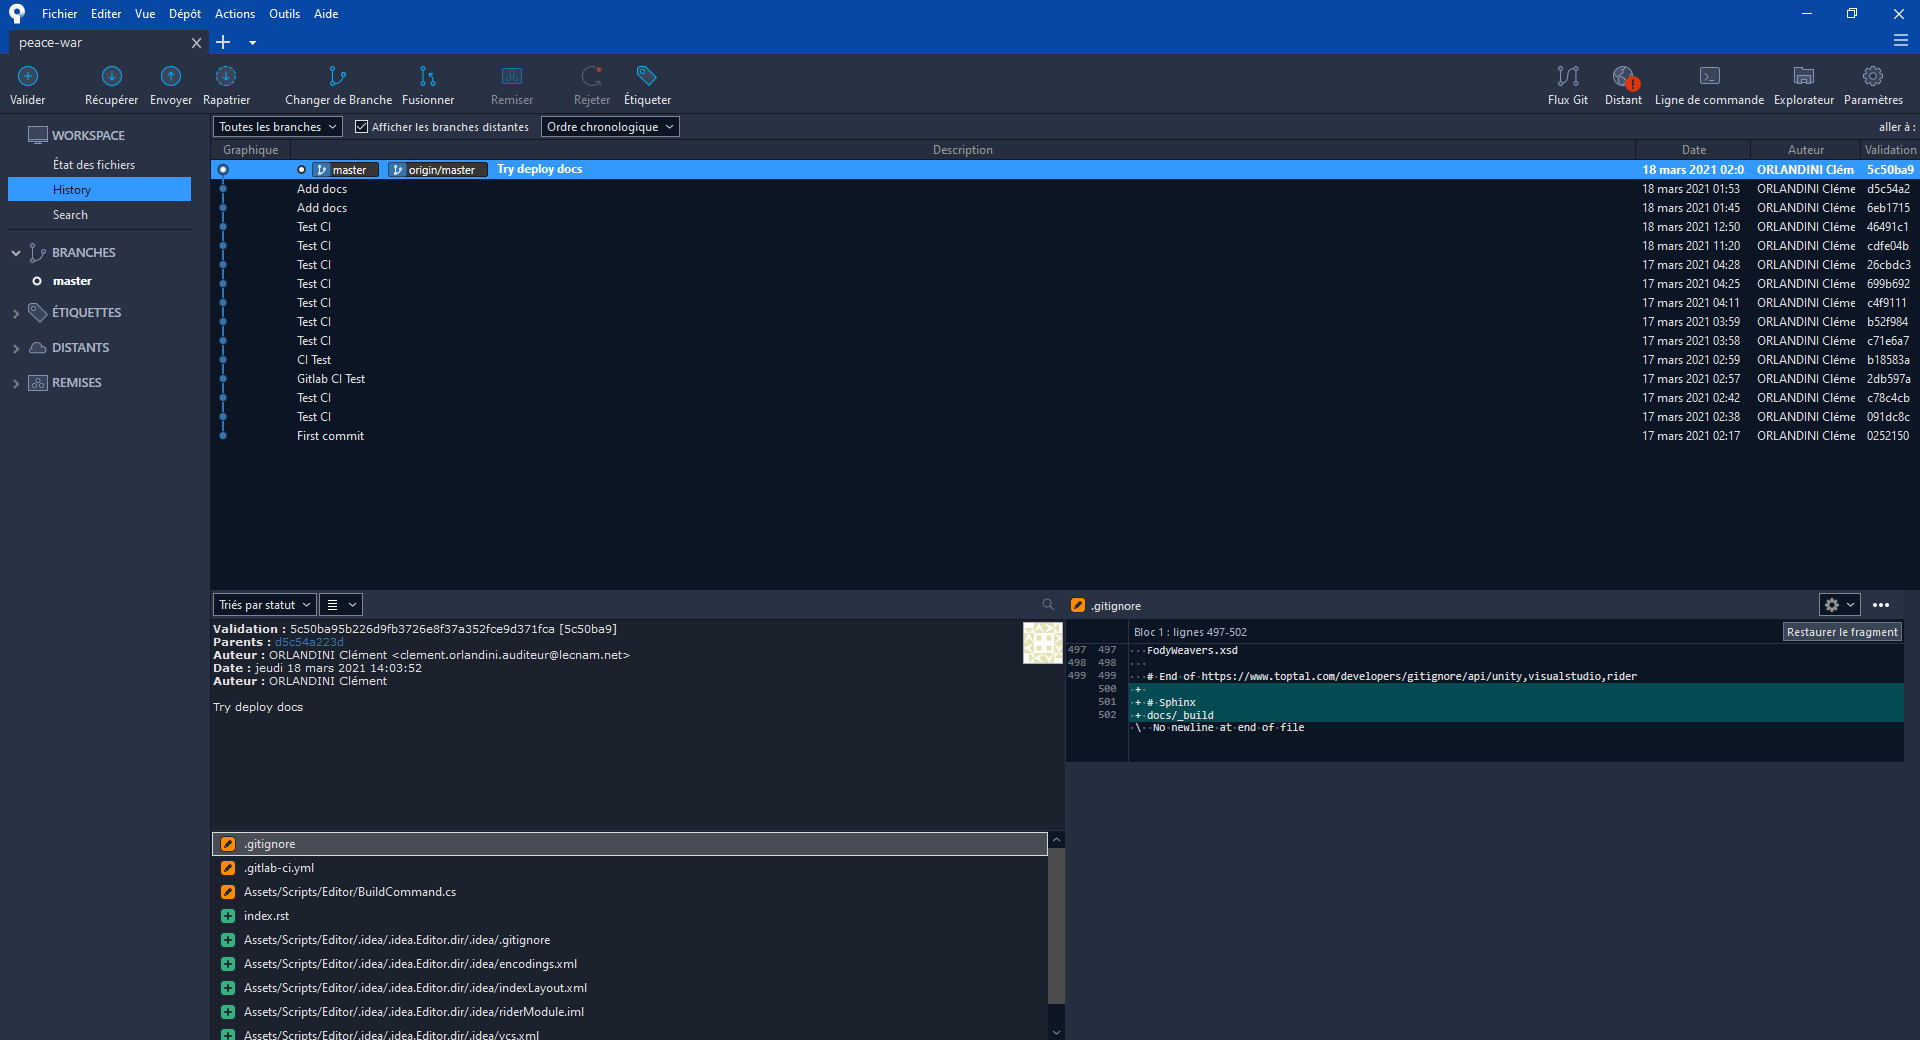 Fichier Editer Vue Dépôt Actions Outils Aide
peace-war
Valider Récupérer Envoyer Rapatrier Changer de Branche Fusionner Remiser Rejeter Étiqueter Flux Git Distant Ligne de commande Explorateur Paramètres
WORKSPACE
État des fichiers
History
Search
BRANCHES
master
ÉTIQUETTES
DISTANTS
REMISES
Toutes les branches Afficher les branches distantes Ordre chronologique aller à :
Graphique Description Date Auteur Validation
master origin/master Try deploy docs 18 mars 2021 02:0 ORLANDINI Clém 5c50ba9
Add docs 18 mars 2021 01:53 ORLANDINI Cléme d5c54a2
Add docs 18 mars 2021 01:45 ORLANDINI Cléme 6eb1715
Test CI 18 mars 2021 12:50 ORLANDINI Cléme 46491c1
Test CI 18 mars 2021 11:20 ORLANDINI Cléme cdfe04b
Test CI 17 mars 2021 04:28 ORLANDINI Cléme 26cbdc3
Test CI 17 mars 2021 04:25 ORLANDINI Cléme 699b692
Test CI 17 mars 2021 04:11 ORLANDINI Cléme c4f9111
Test CI 17 mars 2021 03:59 ORLANDINI Cléme b52f984
Test CI 17 mars 2021 03:58 ORLANDINI Cléme c71e6a7
CI Test 17 mars 2021 02:59 ORLANDINI Cléme b18583a
Gitlab CI Test 17 mars 2021 02:57 ORLANDINI Cléme 2db597a
Test CI 17 mars 2021 02:42 ORLANDINI Cléme c78c4cb
Test CI 17 mars 2021 02:38 ORLANDINI Cléme 091dc8c
First commit 17 mars 2021 02:17 ORLANDINI Cléme 0252150
Triés par statut
Validation : 5c50ba95b226d9fb3726e8f37a352fce9d371fca [5c50ba9]
Parents : d5c54a223d
Auteur : ORLANDINI Clément <clement.orlandini.auditeur@lecnam.net>
Date : jeudi 18 mars 2021 14:03:52
Auteur : ORLANDINI Clément
Try deploy docs
.gitignore
.gitlab-ci.yml
Assets/Scripts/Editor/BuildCommand.cs
index.rst
Assets/Scripts/Editor/.idea/.idea.Editor.dir/.idea/.gitignore
Assets/Scripts/Editor/.idea/.idea.Editor.dir/.idea/encodings.xml
Assets/Scripts/Editor/.idea/.idea.Editor.dir/.idea/indexLayout.xml
Assets/Scripts/Editor/.idea/.idea.Editor.dir/.idea/riderModule.iml
Assets/Scripts/Editor/.idea/.idea.Editor.dir/.idea/vcs.xml
.gitignore
Bloc 1 : lignes 497-502 Restaurer le fragment
497 497 FodyWeavers.xsd
498 498
499 499 # End of https://www.toptal.com/developers/gitignore/api/unity,visualstudio,rider
500 +
501 + # Sphinx
502 + docs/_build
\ No newline at end of file